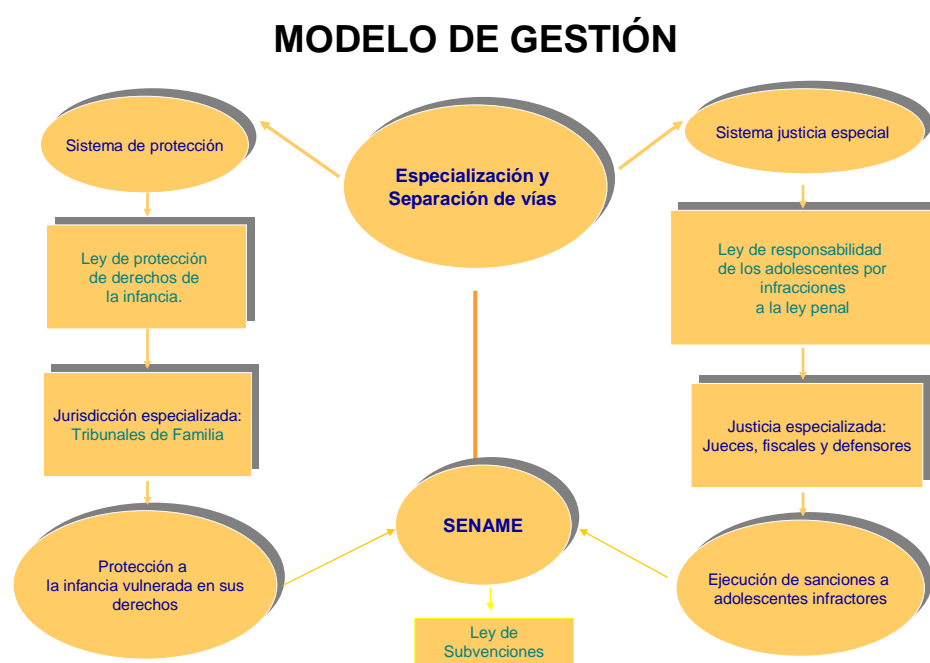 MODELO DE GESTIÓN
Sistema de protección
Especialización y
Separación de vías
Sistema justicia especial
Ley de protección
de derechos de
la infancia.
Ley de responsabilidad
de los adolescentes por
infracciones
a la ley penal
Jurisdicción especializada:
Tribunales de Familia
Justicia especializada:
Jueces, fiscales y defensores
SENAME
Protección a
la infancia vulnerada en sus
derechos
Ejecución de sanciones a
adolescentes infractores
Ley de
Subvenciones